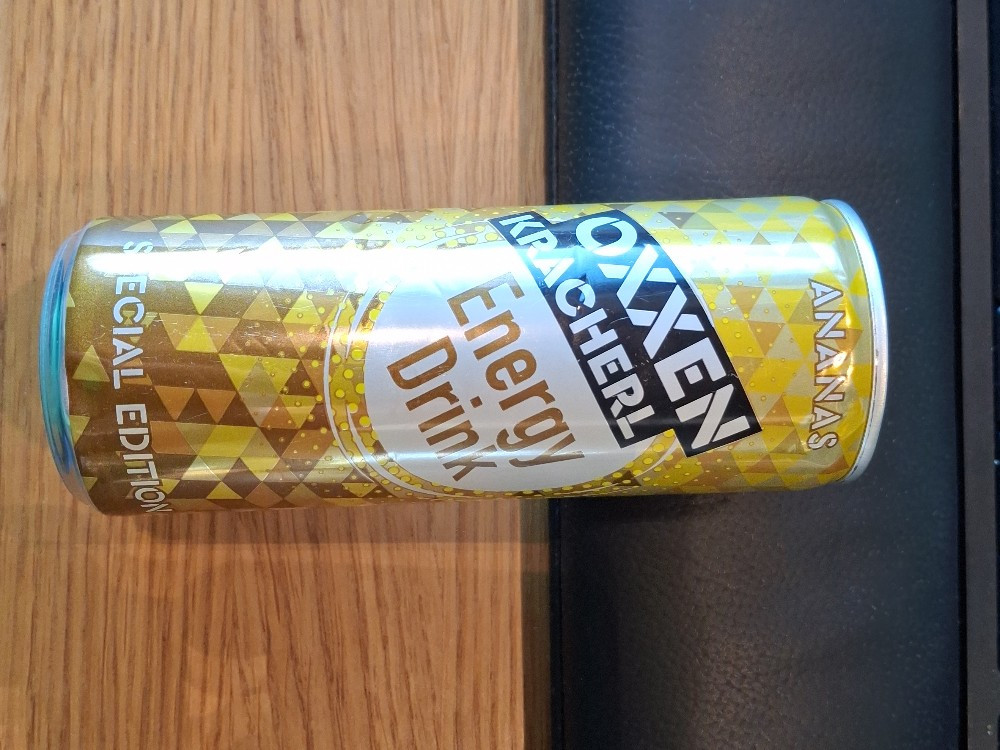 ANANAS
OXXEN
KRACHERL
Energy
Drink
SPECIAL EDITION